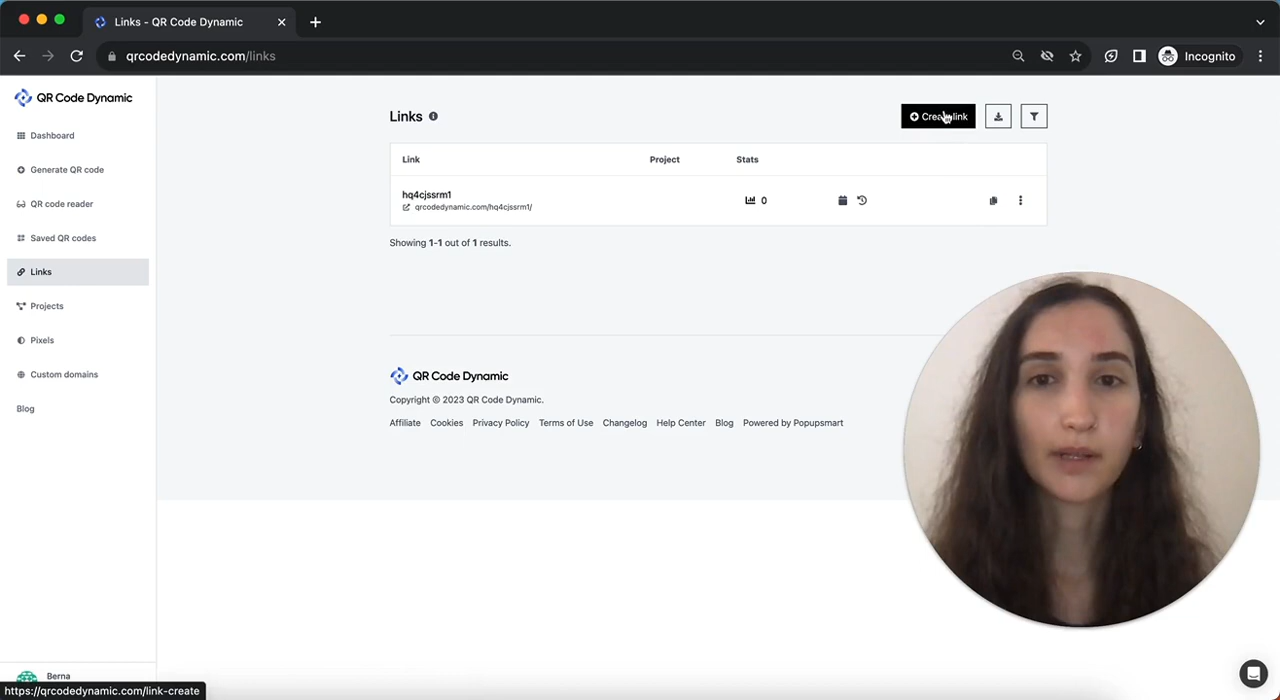 Links - QR Code Dynamic
qrcodedynamic.com/links
Incognito
QR Code Dynamic
Dashboard
Generate QR code
QR code reader
Saved QR codes
Links
Projects
Pixels
Custom domains
Blog
Berna
https://qrcodedynamic.com/link-create
Links
Create link
Link Project Stats
hq4cjssrm1
qrcodedynamic.com/hq4cjssrm1/
0
Showing 1-1 out of 1 results.
QR Code Dynamic
Copyright © 2023 QR Code Dynamic.
Affiliate Cookies Privacy Policy Terms of Use Changelog Help Center Blog Powered by Popupsmart